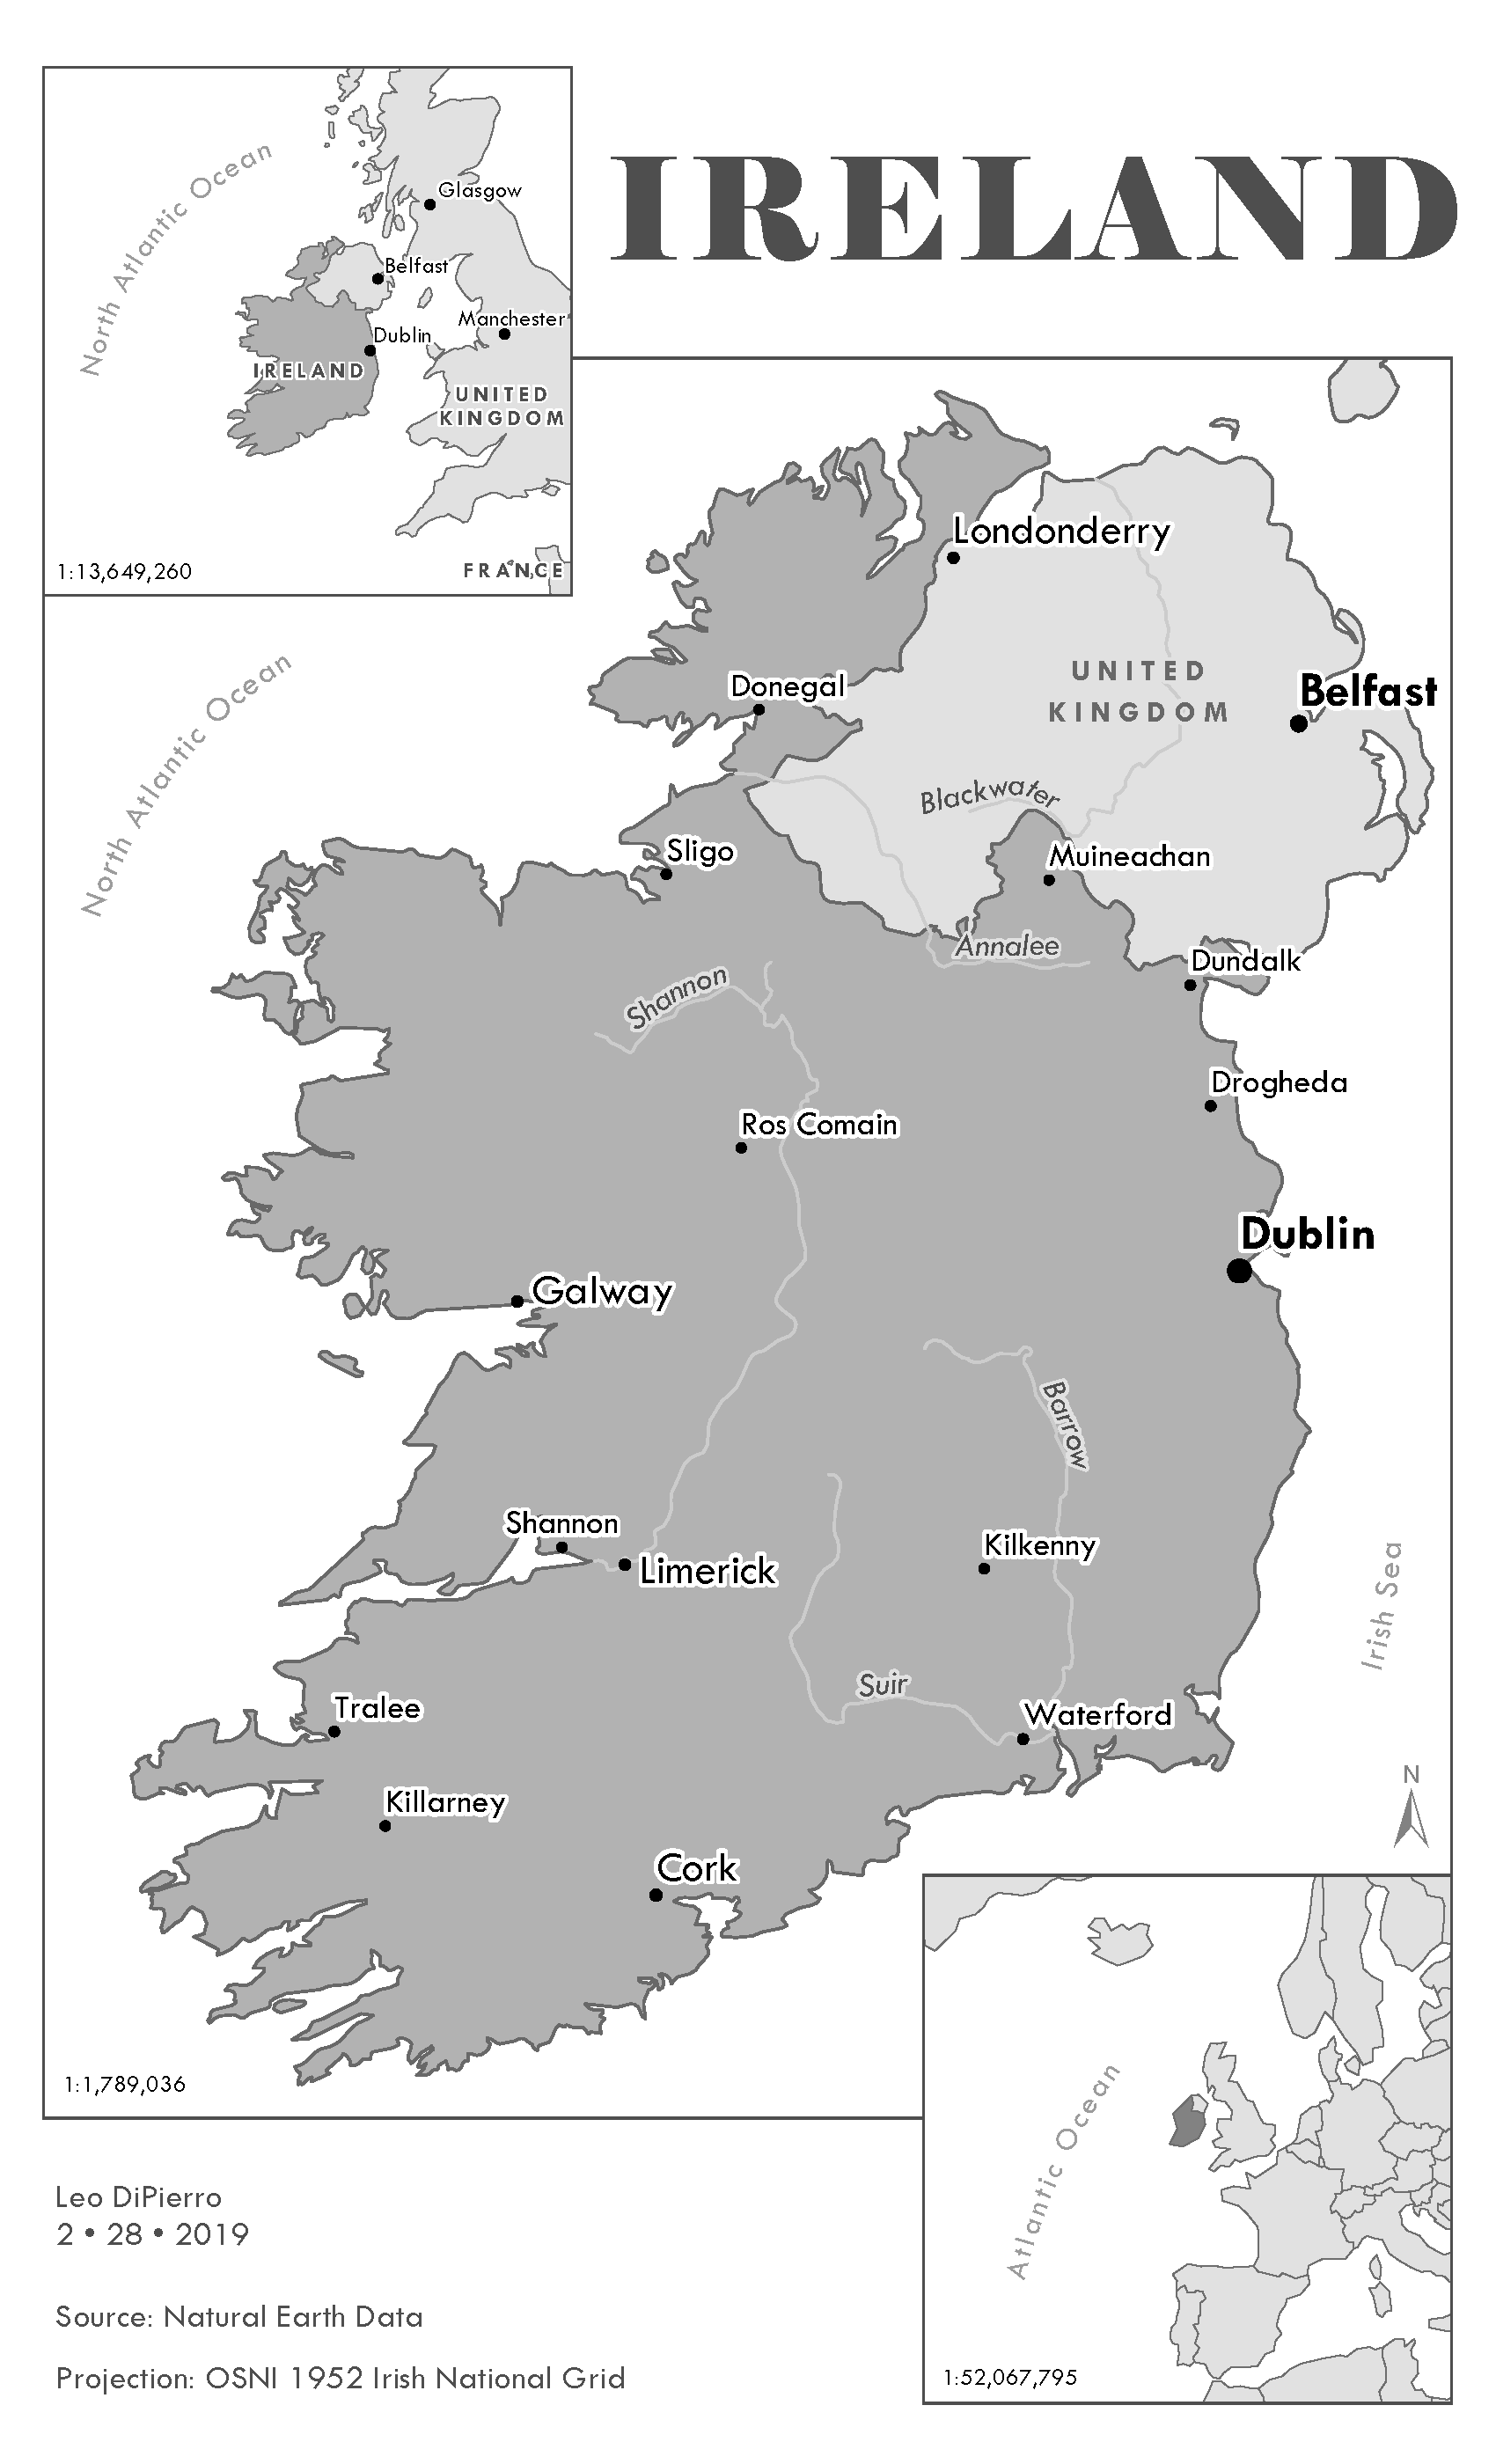 IRELAND
North Atlantic Ocean
Glasgow
Belfast
Manchester
Dublin
IRELAND
UNITED
KINGDOM
FRANCE
1:13,649,260
Londonderry
North Atlantic Ocean
UNITED
KINGDOM
Donegal
Belfast
Blackwater
Sligo
Muineachan
Annalee
Dundalk
Shannon
Drogheda
Ros Comain
Dublin
Galway
Barrow
Shannon
Kilkenny
Limerick
Irish Sea
Suir
Tralee
Waterford
N
Killarney
Cork
1:1,789,036
Atlantic Ocean
1:52,067,795
Leo DiPierro
2 • 28 • 2019
Source: Natural Earth Data
Projection: OSNI 1952 Irish National Grid